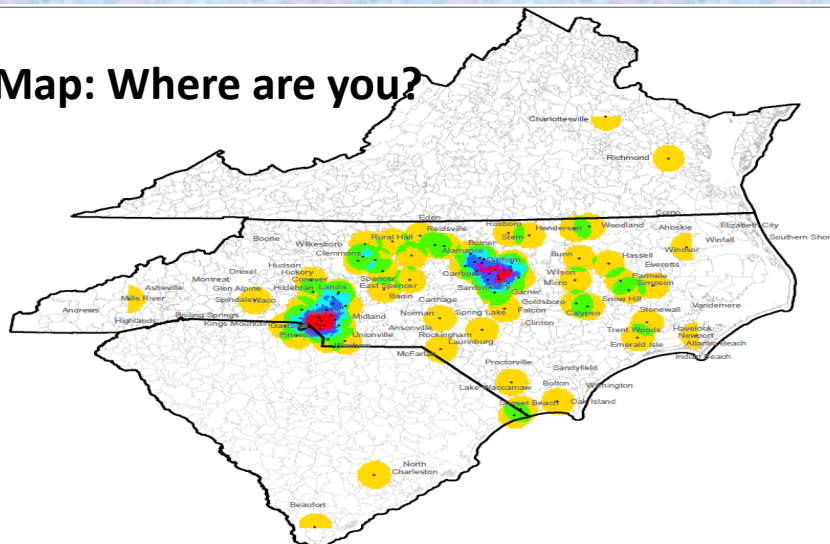 Map: Where are you?
Charlottesville
Richmond
Como
Eden
Reidsville
Roxboro
Stem
Henderson
Woodland
Ahoskie
Elizabeth City
Southern Shor
Boone
Wilkesboro
Rural Hall
Clemmons
Alamance
Butner
Durham
Windsor
Winfall
Hudson
Drexel
Hickory
Montreat
Asheville
Glen Alpine
Hildebran
Conover
Landis
Spencer
East Spencer
Badin
Bunn
Hassell
Everetts
Wilson
Parmele
Simpson
Micro
Garner
Goldsboro
Snow Hill
Andrews
Mills River
Highlands
Spindale
Waco
Boiling Springs
Kings Mountain
Midland
Unionville
Carthage
Norman
Spring Lake
Falcon
Calypso
Clinton
Stonewall
Vandemere
Ansonville
Rockingham
Laurinburg
McFarlan
Trent Woods
Havelock
Newport
Atlantic Beach
Emerald Isle
Indian Beach
Proctorville
Sandyfield
Lake Waccamaw
Bolton
Wilmington
Sunset Beach
Oak Island
North
Charleston
Beaufort